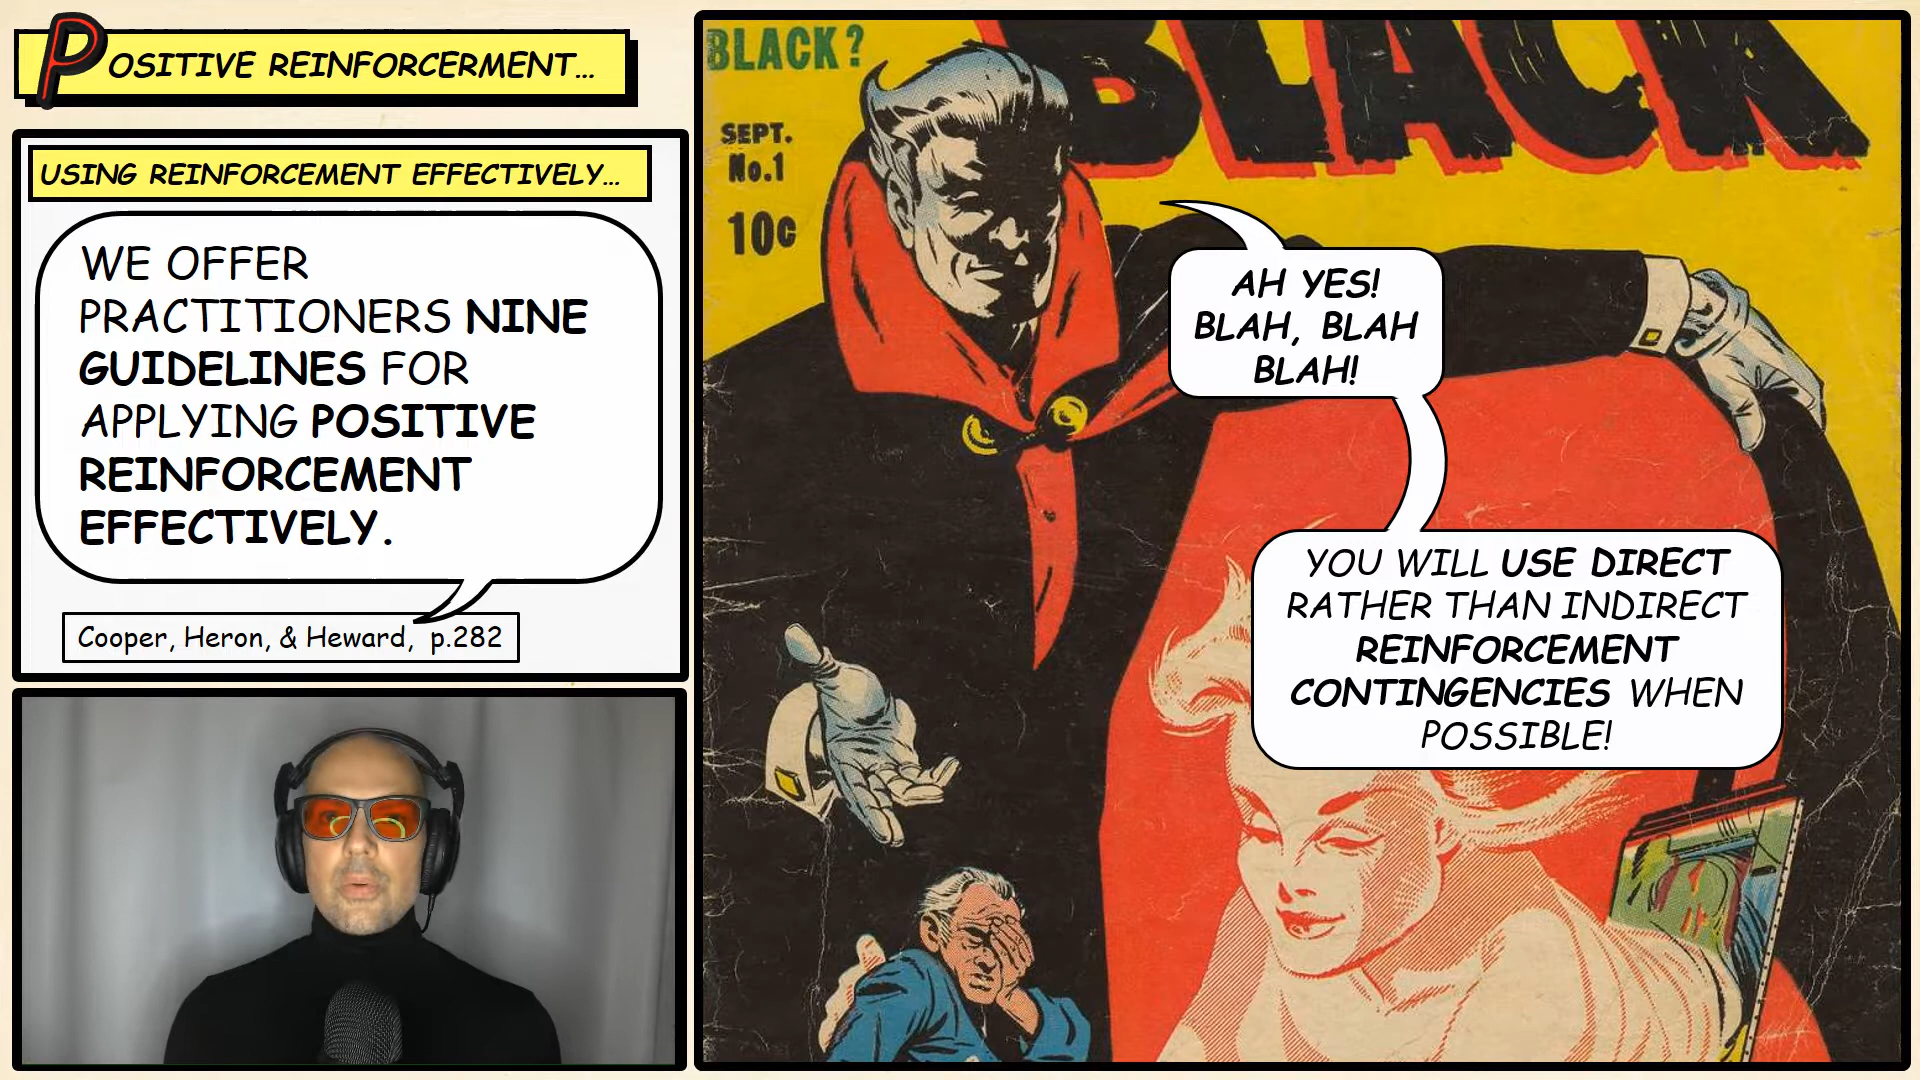 POSITIVE REINFORCERMENT...
USING REINFORCEMENT EFFECTIVELY...
WE OFFER
PRACTITIONERS NINE
GUIDELINES FOR
APPLYING POSITIVE
REINFORCEMENT
EFFECTIVELY.
Cooper, Heron, & Heward, p.282
BLACK?
BLACK
SEPT.
No.1
10¢
AH YES!
BLAH, BLAH
BLAH!
YOU WILL USE DIRECT
RATHER THAN INDIRECT
REINFORCEMENT
CONTINGENCIES WHEN
POSSIBLE!